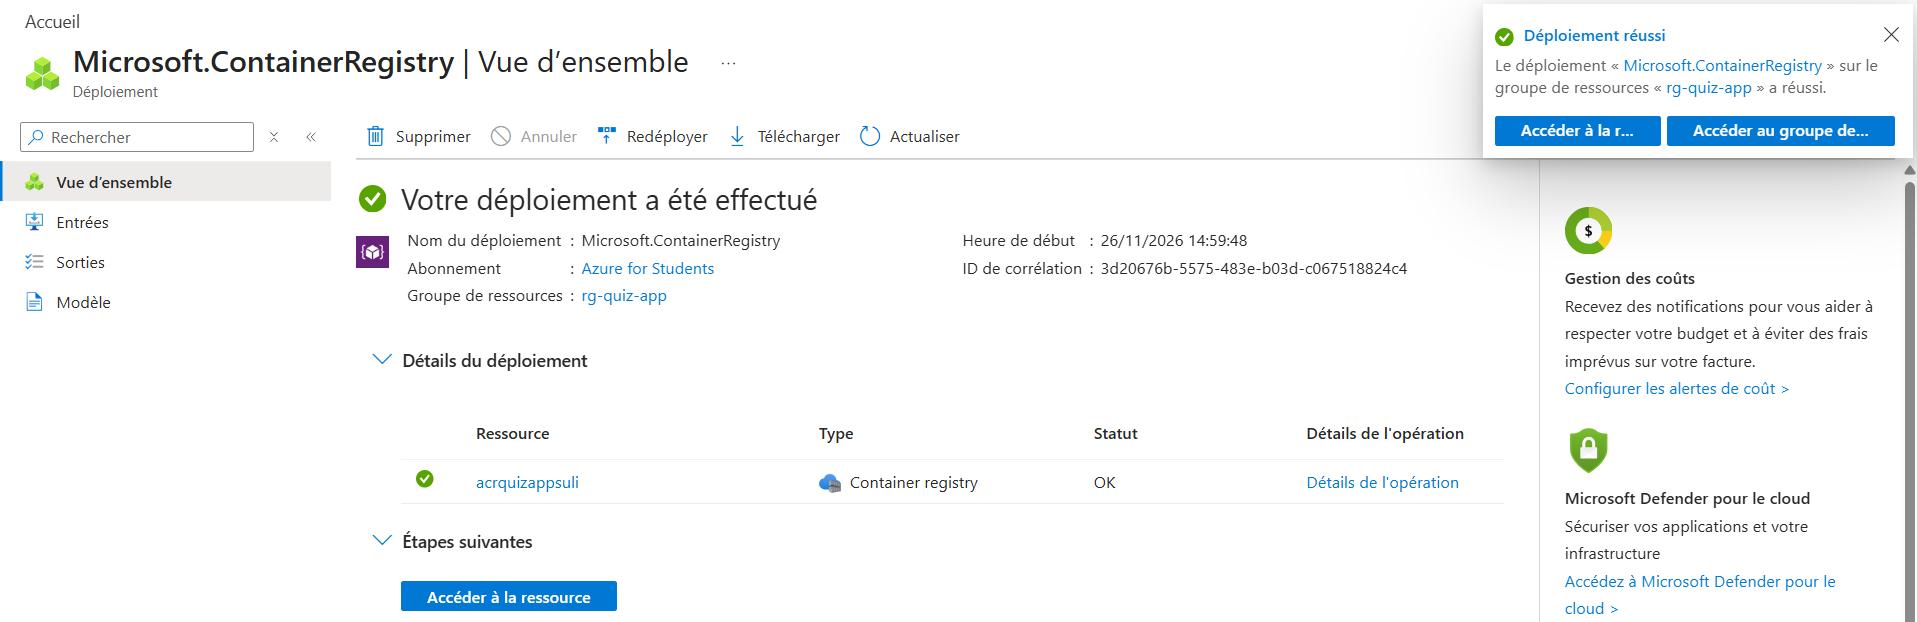 Accueil
Microsoft.ContainerRegistry | Vue d’ensemble ...
Déploiement
Rechercher
Vue d’ensemble
Entrées
Sorties
Modèle
Supprimer Annuler Redéployer Télécharger Actualiser
Votre déploiement a été effectué
Nom du déploiement : Microsoft.ContainerRegistry
Abonnement : Azure for Students
Groupe de ressources : rg-quiz-app
Heure de début : 26/11/2026 14:59:48
ID de corrélation : 3d20676b-5575-483e-b03d-c067518824c4
Détails du déploiement
Ressource Type Statut Détails de l'opération
acrquizappsuli Container registry OK Détails de l'opération
Étapes suivantes
Accéder à la ressource
Déploiement réussi
Le déploiement « Microsoft.ContainerRegistry » sur le
groupe de ressources « rg-quiz-app » a réussi.
Accéder à la r... Accéder au groupe de...
$
Gestion des coûts
Recevez des notifications pour vous aider à
respecter votre budget et à éviter des frais
imprévus sur votre facture.
Configurer les alertes de coût >
Microsoft Defender pour le cloud
Sécuriser vos applications et votre
infrastructure
Accédez à Microsoft Defender pour le
cloud >